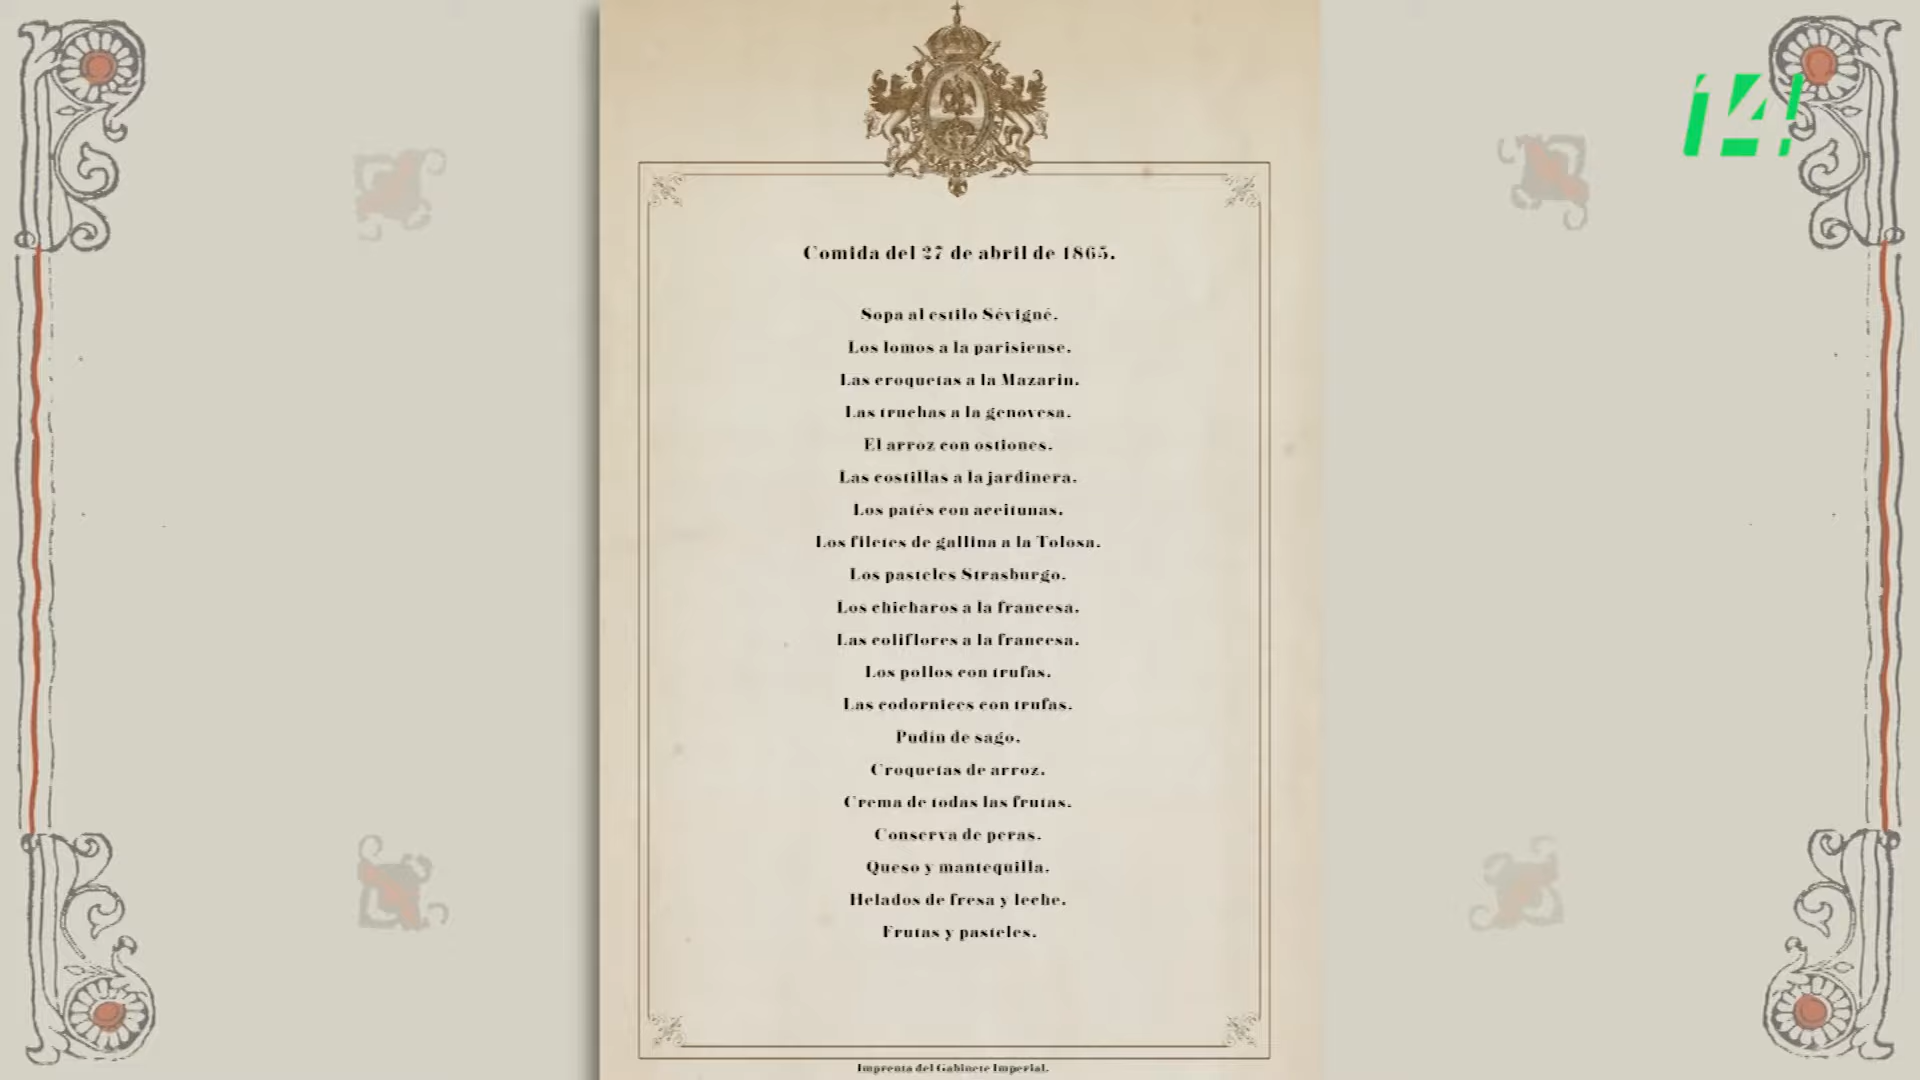 14
Comida del 27 de abril de 1865.
Sopa al estilo Sévigné.
Los lomos a la parisiense.
Las croquetas a la Mazarin.
Las truchas a la genovesa.
El arroz con ostiones.
Las costillas a la jardinera.
Los patés con aceitunas.
Los filetes de gallina a la Tolosa.
Los pasteles Strasburgo.
Los chicharos a la francesa.
Las coliflores a la francesa.
Los pollos con trufas.
Las codornices con trufas.
Pudin de sago.
Croquetas de arroz.
Crema de todas las frutas.
Conserva de peras.
Queso y mantequilla.
Helados de fresa y leche.
Frutas y pasteles.
Imprenta del Gabinete Imperial.